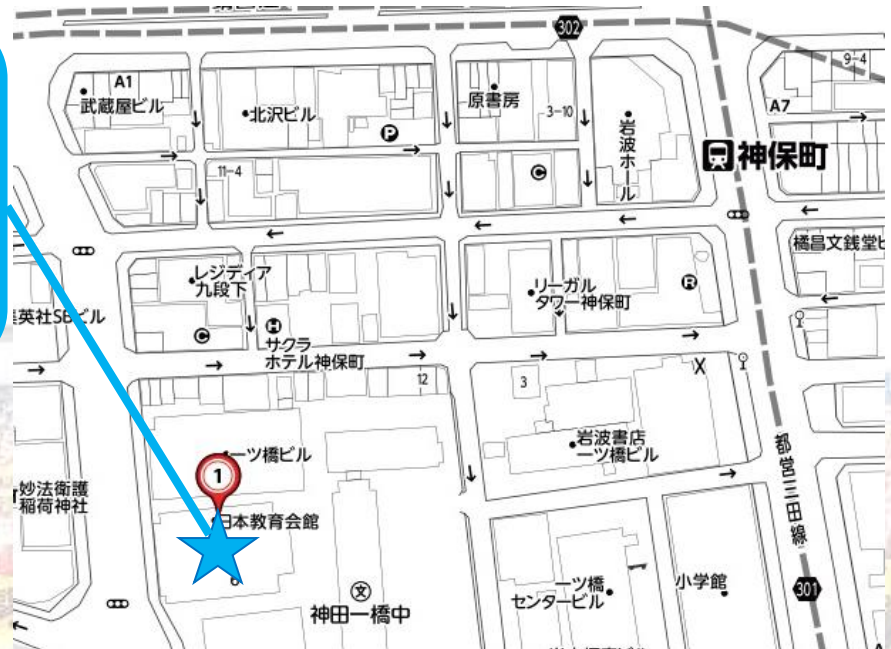 302
9-4
A1
武蔵屋ビル
北沢ビル
P
原書房
3-10
岩波ホール
A7
神保町
11-4
C
橘昌文銭堂ビ
レジディア
九段下
リーガル
タワー神保町
R
英社SBビル
C
H
サクラ
ホテル神保町
12
3
X
一ツ橋ビル
岩波書店
一ツ橋ビル
都営三田線
1
妙法衛護
稲荷神社
日本教育会館
6
文
神田一橋中
一ツ橋
センタービル
小学館
301